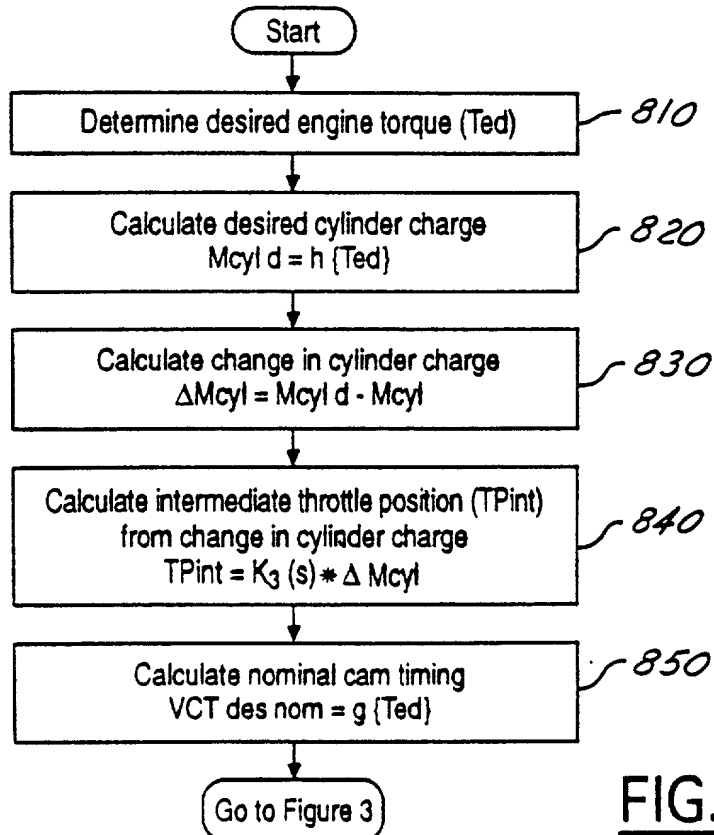 Start
Determine desired engine torque (Ted)
810
Calculate desired cylinder charge
Mcyl d = h {Ted}
820
Calculate change in cylinder charge
ΔMcyl = Mcyl d - Mcyl
830
Calculate intermediate throttle position (TPint)
from change in cylinder charge
TPint = K₃ (s) * Δ Mcyl
840
Calculate nominal cam timing
VCT des nom = g {Ted}
850
Go to Figure 3
FIG.